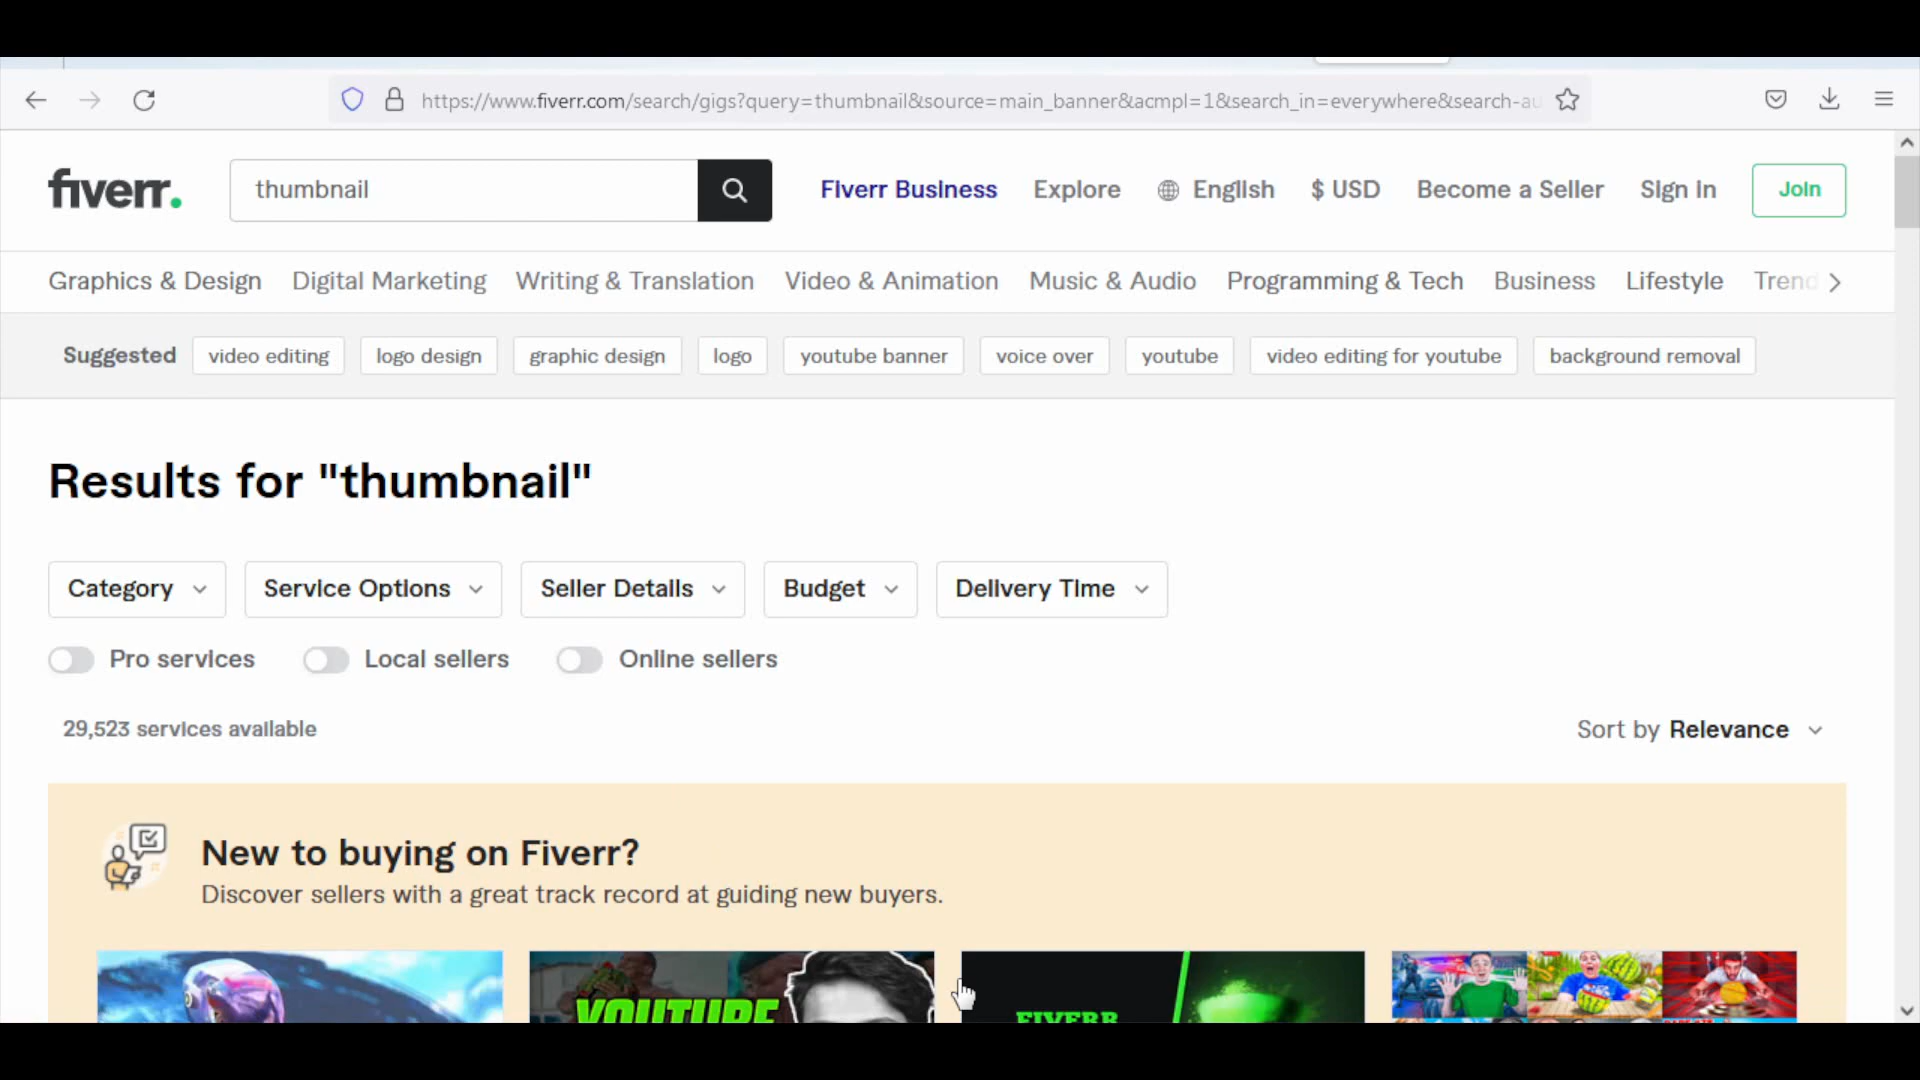 https://www.fiverr.com/search/gigs?query=thumbnail&source=main_banner&acmpl=1&search_in=everywhere&search-au
fiverr.
thumbnail
Fiverr Business
Explore
English
$ USD
Become a Seller
Sign in
Join
Graphics & Design
Digital Marketing
Writing & Translation
Video & Animation
Music & Audio
Programming & Tech
Business
Lifestyle
Trend
Suggested
video editing
logo design
graphic design
logo
youtube banner
voice over
youtube
video editing for youtube
background removal
Results for "thumbnail"
Category
Service Options
Seller Details
Budget
Delivery Time
Pro services
Local sellers
Online sellers
29,523 services available
Sort by Relevance
New to buying on Fiverr?
Discover sellers with a great track record at guiding new buyers.
YOUTUBE
FIVERR